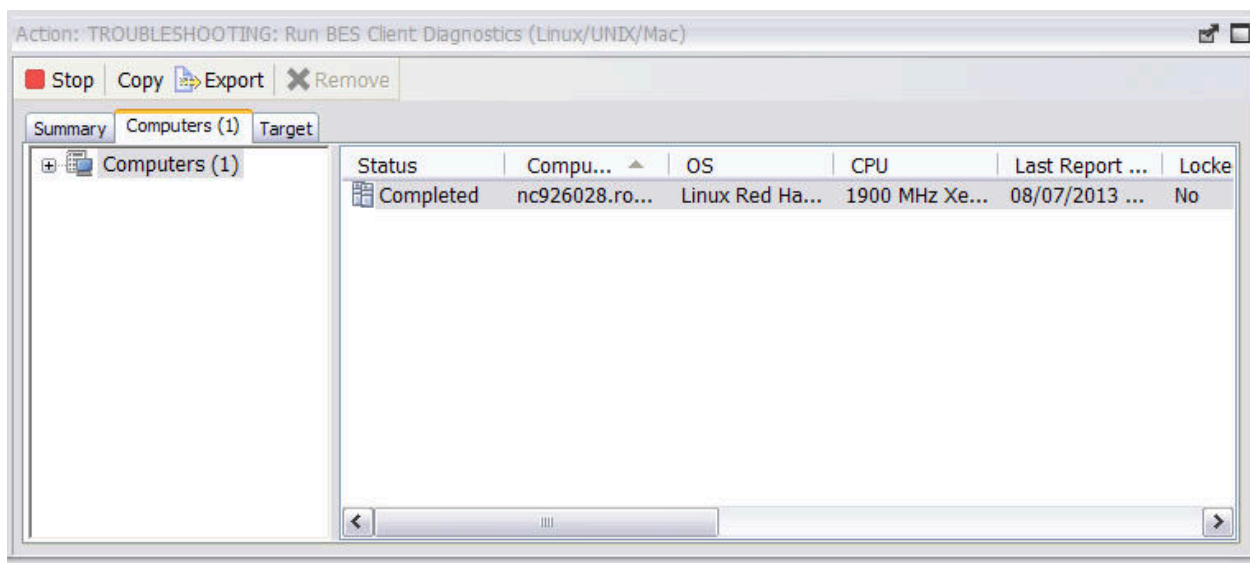 Action: TROUBLESHOOTING: Run BES Client Diagnostics (Linux/UNIX/Mac)
Stop Copy Export Remove
Summary Computers (1) Target
Computers (1)
Status Compu... OS CPU Last Report ... Locke
Completed nc926028.ro... Linux Red Ha... 1900 MHz Xe... 08/07/2013 ... No